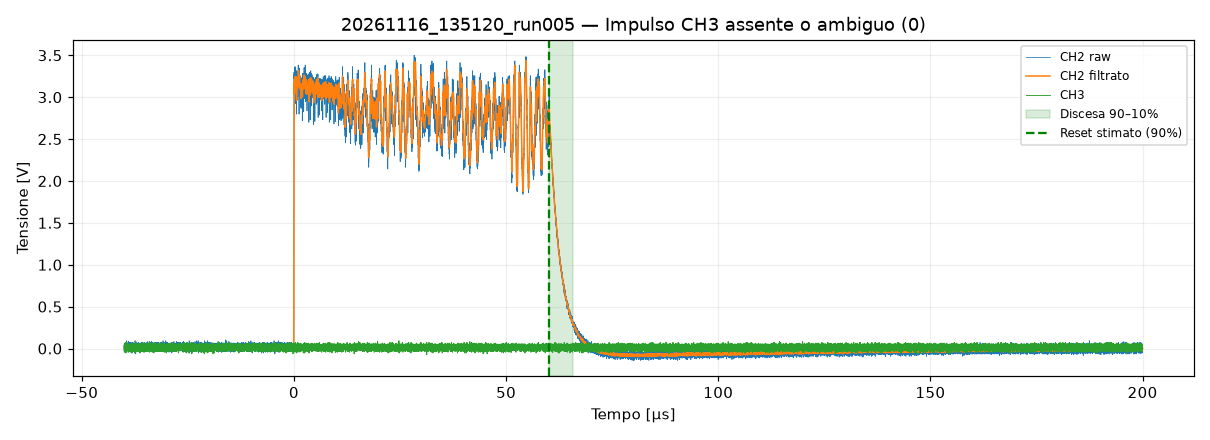 20261116_135120_run005 — Impulso CH3 assente o ambiguo (0)
Tensione [V]
3.5
3.0
2.5
2.0
1.5
1.0
0.5
0.0
CH2 raw
CH2 filtrato
CH3
Discesa 90–10%
Reset stimato (90%)
−50
0
50
100
150
200
Tempo [µs]